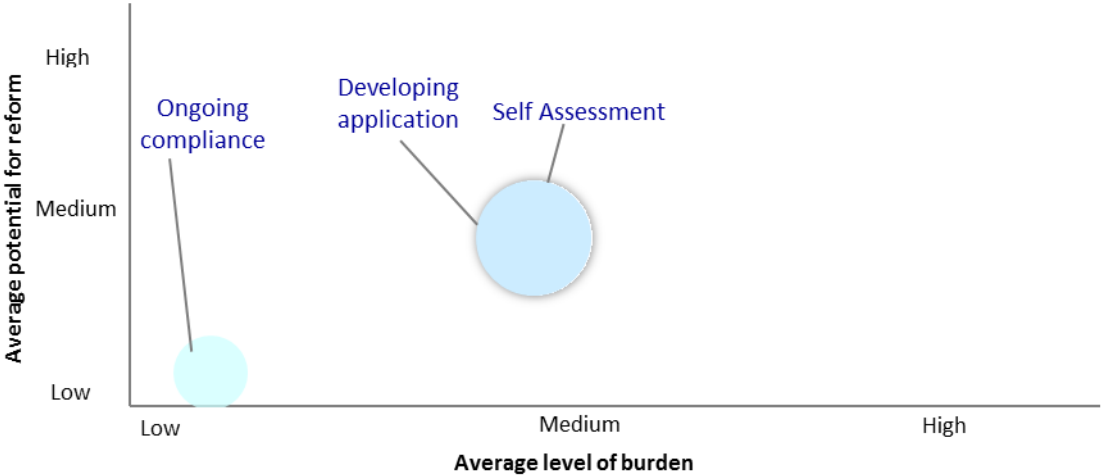 High
Developing
application
Self Assessment
Ongoing
compliance
Average potential for reform
Medium
Low
Low
Medium
High
Average level of burden